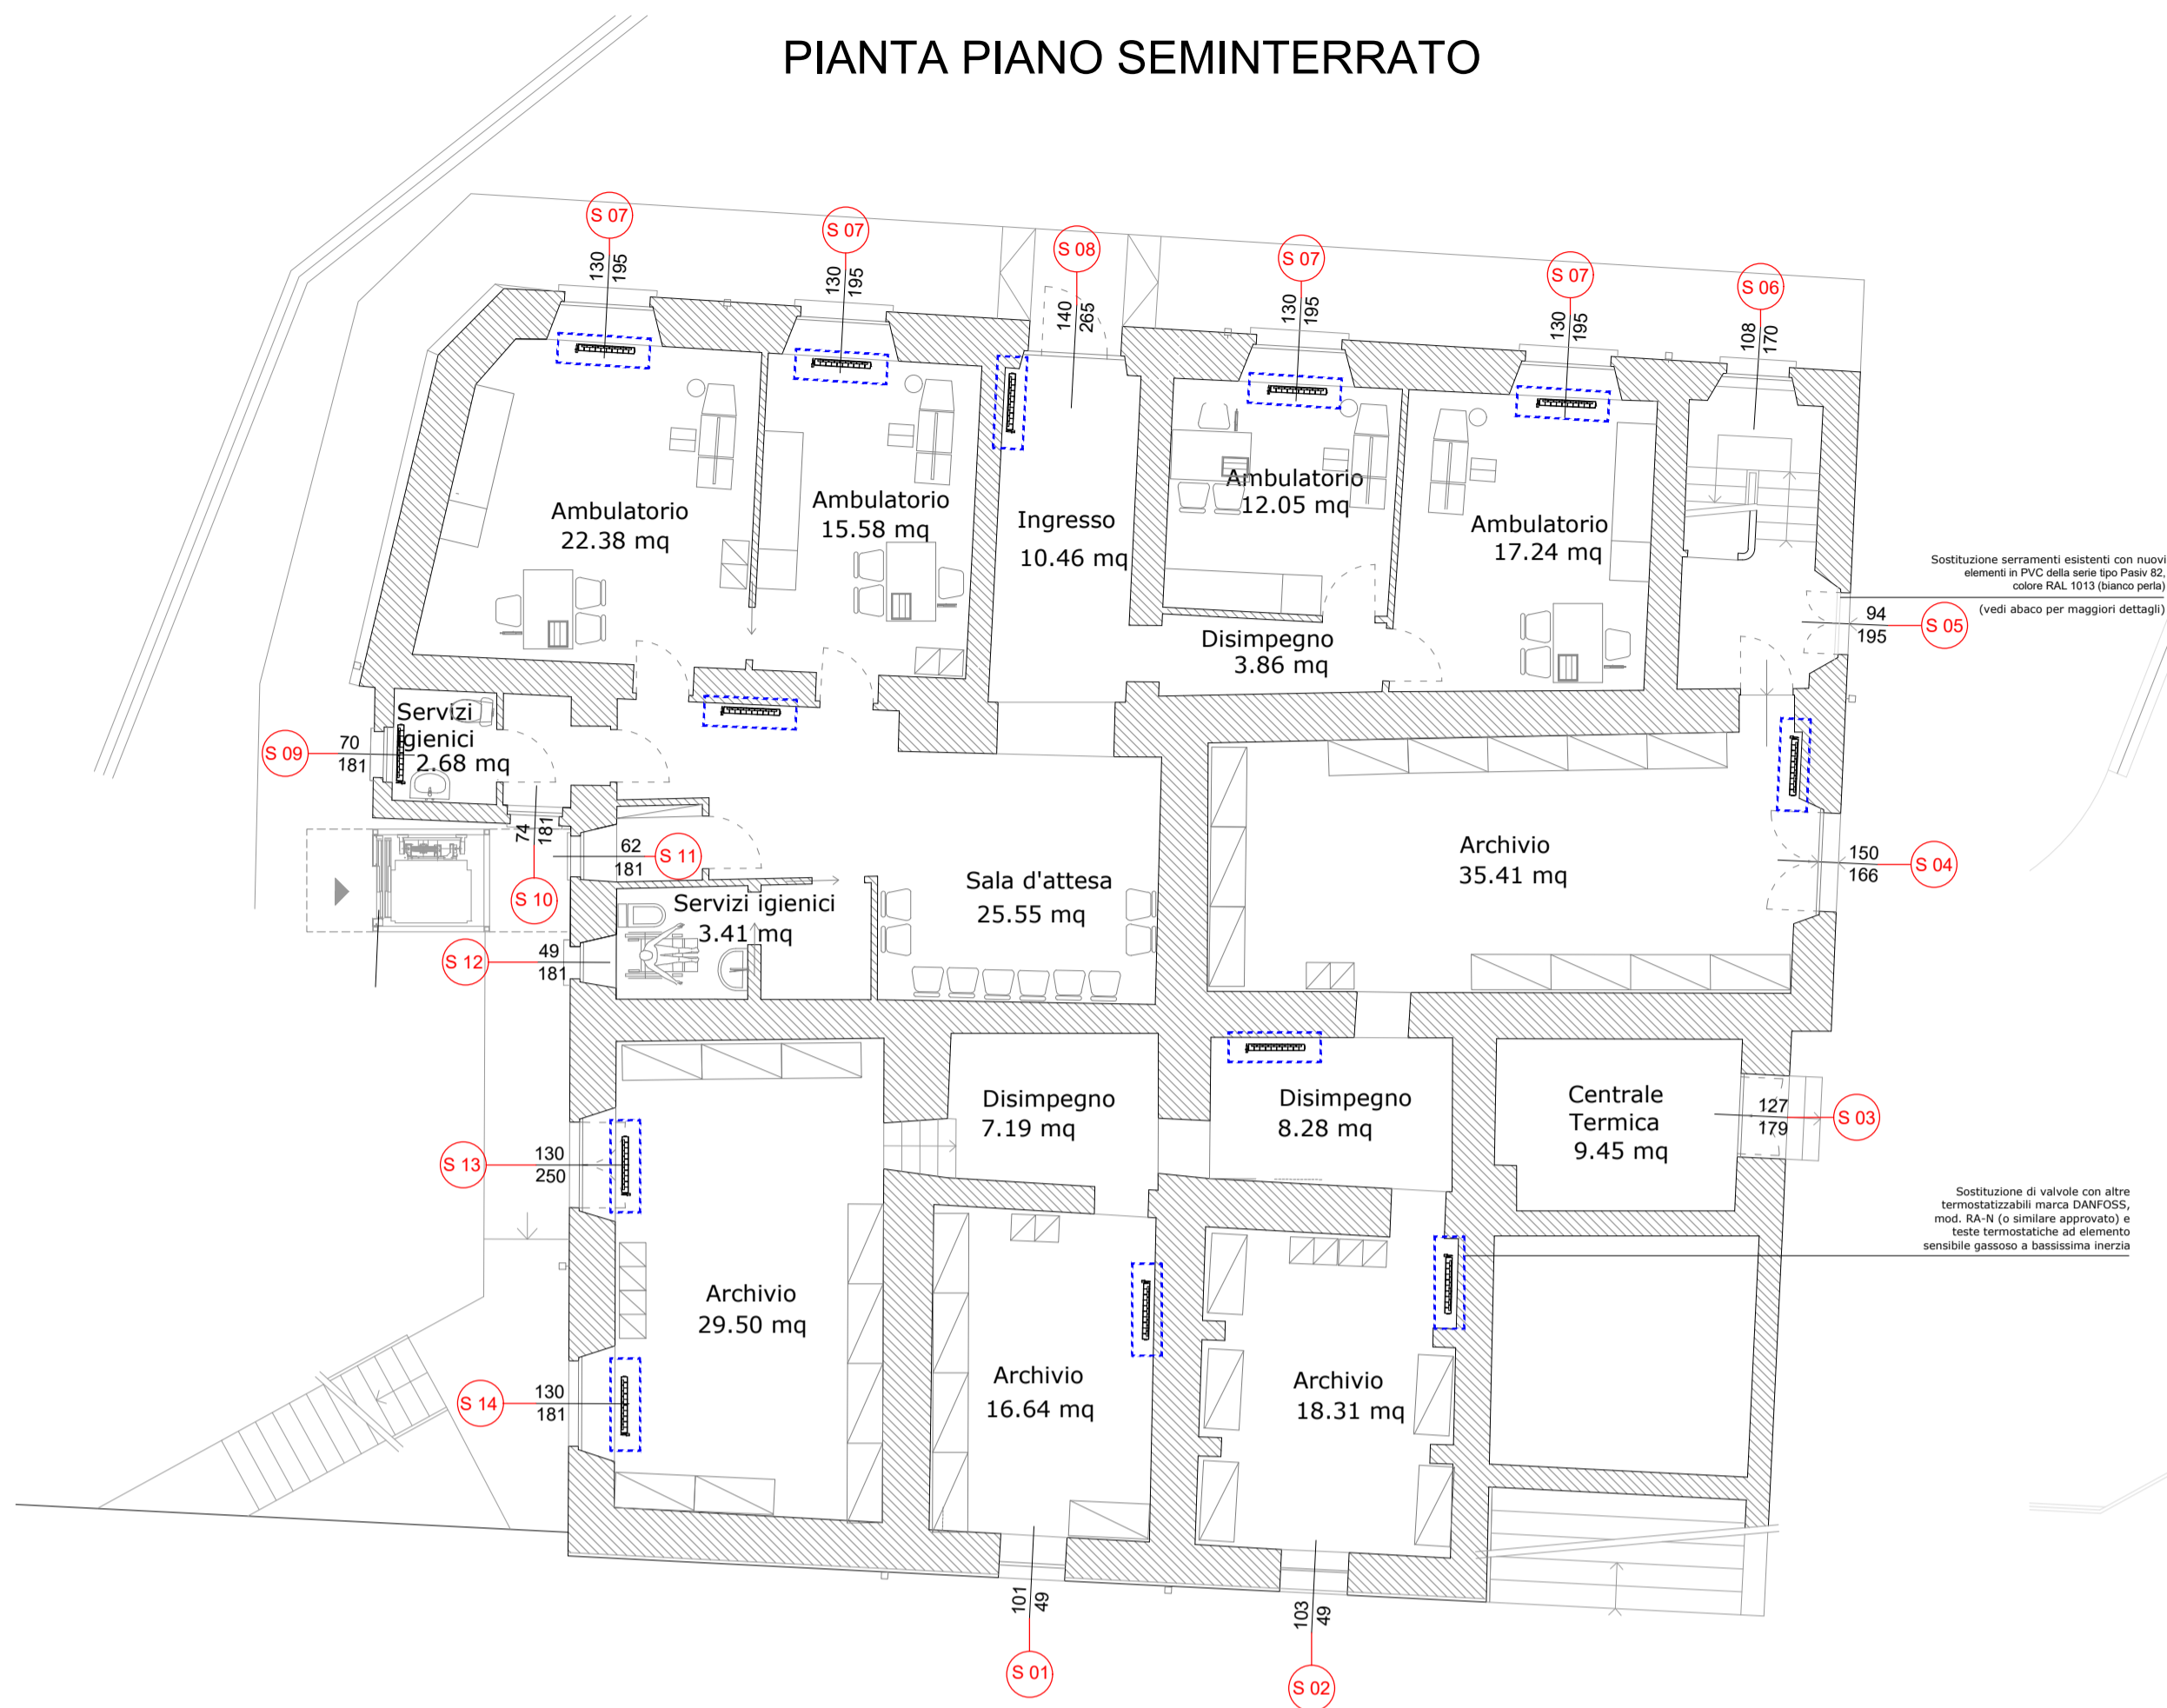 PIANTA PIANO SEMINTERRATO
S 07
130
195
S 07
130
195
S 08
140
265
S 07
130
195
S 07
130
195
S 06
108
170
Ambulatorio
22.38 mq
Ambulatorio
15.58 mq
Ingresso
10.46 mq
Ambulatorio
12.05 mq
Ambulatorio
17.24 mq
Sostituzione serramenti esistenti con nuovi
elementi in PVC della serie tipo Pasiv 82,
colore RAL 1013 (bianco perla)
(vedi abaco per maggiori dettagli)
94
195
S 05
Disimpegno
3.86 mq
Servizi
igienici
2.68 mq
S 09
70
181
74
181
S 10
62
181
S 11
Archivio
35.41 mq
150
166
S 04
Sala d'attesa
25.55 mq
Servizi igienici
3.41 mq
S 12
49
181
Disimpegno
7.19 mq
Disimpegno
8.28 mq
Centrale
Termica
9.45 mq
127
179
S 03
S 13
130
250
Sostituzione di valvole con altre
termostatizzabili marca DANFOSS,
mod. RA-N (o similare approvato) e
teste termostatiche ad elemento
sensibile gassoso a bassissima inerzia
Archivio
29.50 mq
Archivio
16.64 mq
Archivio
18.31 mq
S 14
130
181
101
49
S 01
103
49
S 02